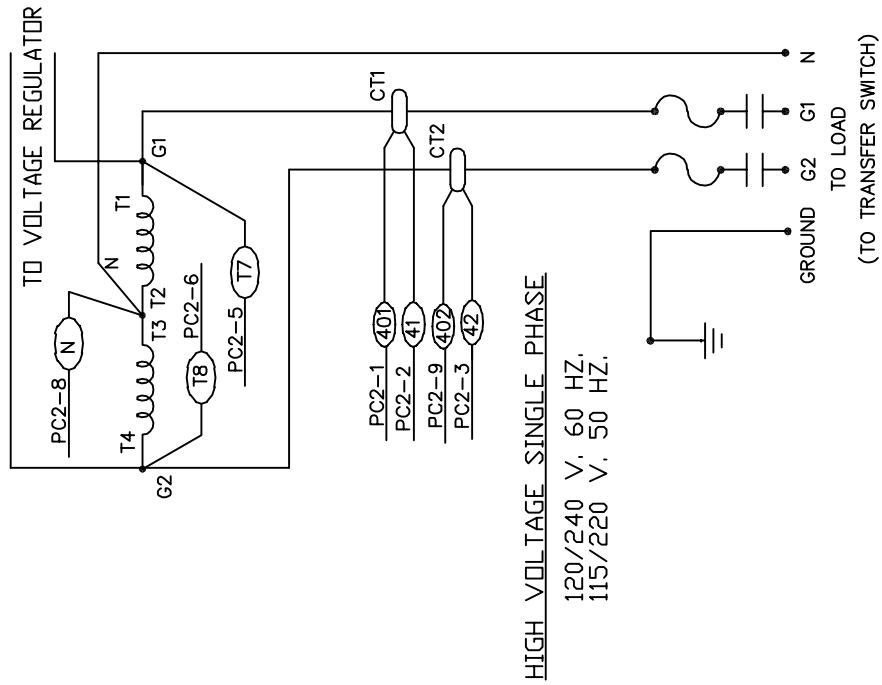 TO VOLTAGE REGULATOR
N
PC2-8
N
T4
T3
T2
T1
G2
G1
T8
PC2-6
PC2-5
T7
CT1
CT2
PC2-1
401
PC2-2
41
PC2-9
402
PC2-3
42
HIGH VOLTAGE SINGLE PHASE
120/240 V. 60 HZ.
115/220 V. 50 HZ.
GROUND
G2
G1
N
TO LOAD
(TO TRANSFER SWITCH)